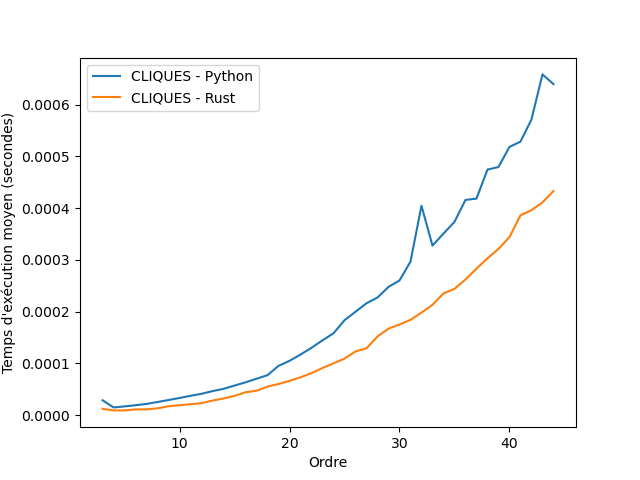 CLIQUES - Python
CLIQUES - Rust
0.0006
0.0005
0.0004
0.0003
0.0002
0.0001
0.0000
Temps d'exécution moyen (secondes)
10 20 30 40
Ordre